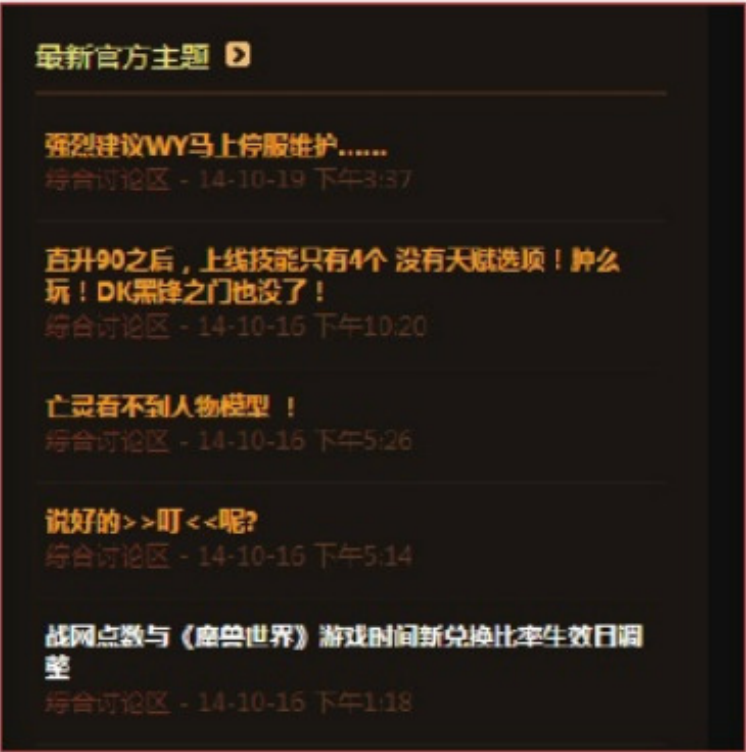 最新官方主题
强烈建议WY马上停服维护……
综合讨论区 - 14-10-19 下午3:37
直升90之后，上线技能只有4个 没有天赋选项！肿么
玩！DK黑锋之门也没了！
综合讨论区 - 14-10-16 下午10:20
亡灵看不到人物模型 ！
综合讨论区 - 14-10-16 下午5:26
说好的>>叮<<呢?
综合讨论区 - 14-10-16 下午5:14
战网点数与《魔兽世界》游戏时间新兑换比率生效日调
整
综合讨论区 - 14-10-16 下午1:18